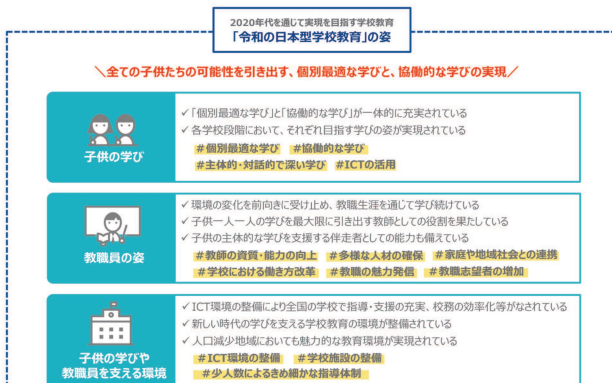 2020年代を通じて実現を目指す学校教育
「令和の日本型学校教育」の姿
＼全ての子供たちの可能性を引き出す、個別最適な学びと、協働的な学びの実現／
子供の学び
✓「個別最適な学び」と「協働的な学び」が一体的に充実されている
✓各学校段階において、それぞれ目指す学びの姿が実現されている
#個別最適な学び #協働的な学び
#主体的・対話的で深い学び #ICTの活用
教職員の姿
✓環境の変化を前向きに受け止め、教職生涯を通じて学び続けている
✓子供一人一人の学びを最大限に引き出す教師としての役割を果たしている
✓子供の主体的な学びを支援する伴走者としての能力も備えている
#教師の資質・能力の向上 #多様な人材の確保 #家庭や地域社会との連携
#学校における働き方改革 #教職の魅力発信 #教職志望者の増加
子供の学びや
教職員を支える環境
✓ICT環境の整備により全国の学校で指導・支援の充実、校務の効率化等がなされている
✓新しい時代の学びを支える学校教育の環境が整備されている
✓人口減少地域においても魅力的な教育環境が実現されている
#ICT環境の整備 #学校施設の整備
#少人数によるきめ細かな指導体制